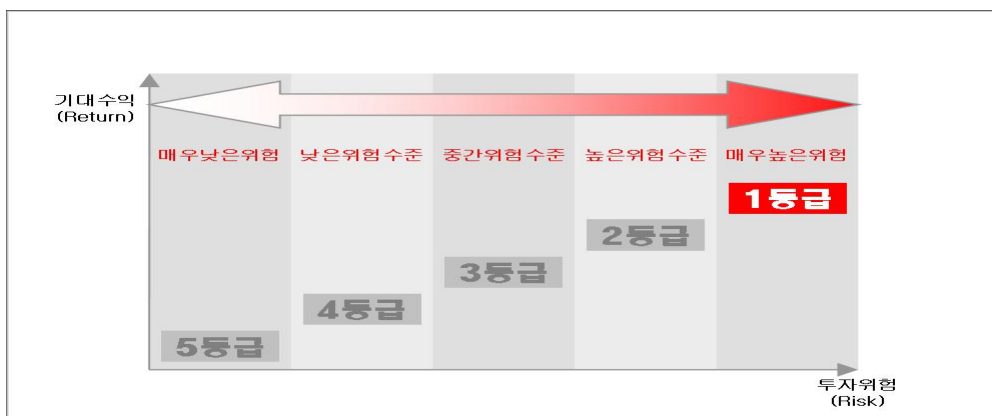 기대수익
(Return)
매우낮은위험
낮은위험수준
중간위험수준
높은위험수준
매우높은위험
1등급
2등급
3등급
4등급
5등급
투자위험
(Risk)